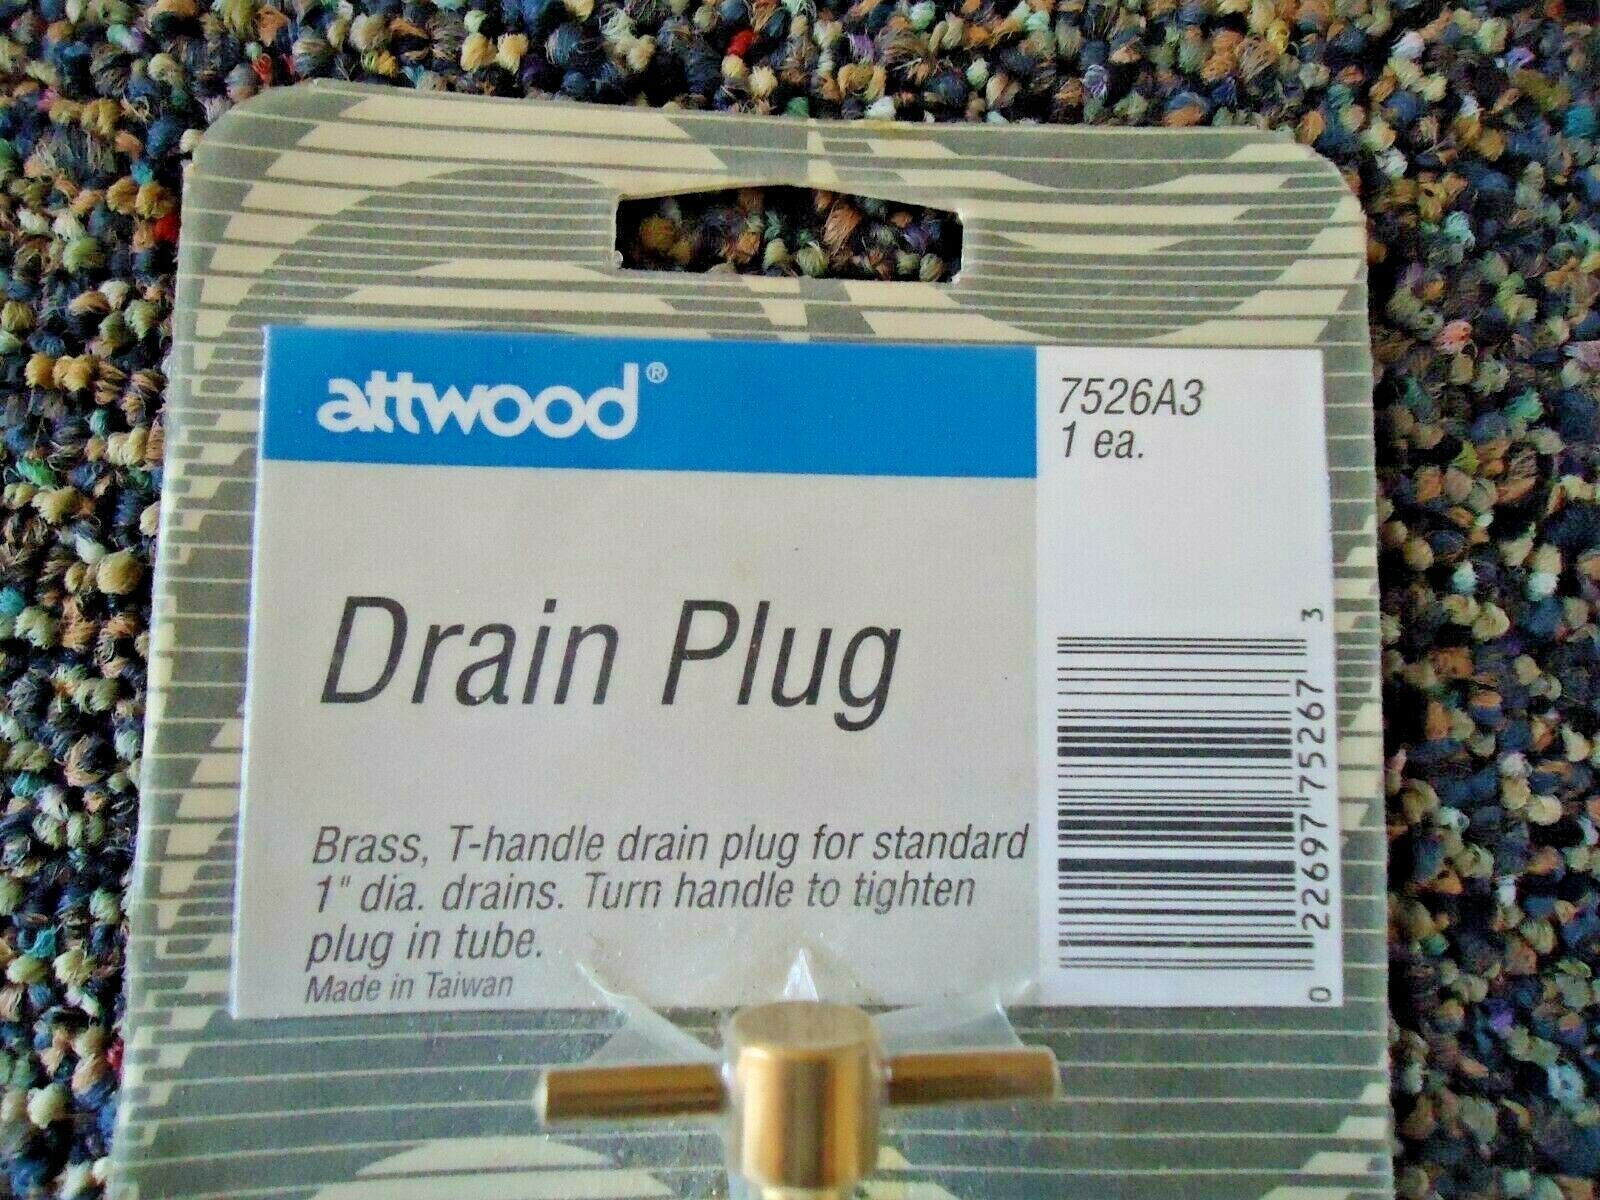 attwood®
7526A3
1 ea.
Drain Plug
Brass, T-handle drain plug for standard
1" dia. drains. Turn handle to tighten
plug in tube.
Made in Taiwan
0 22697 75267 3